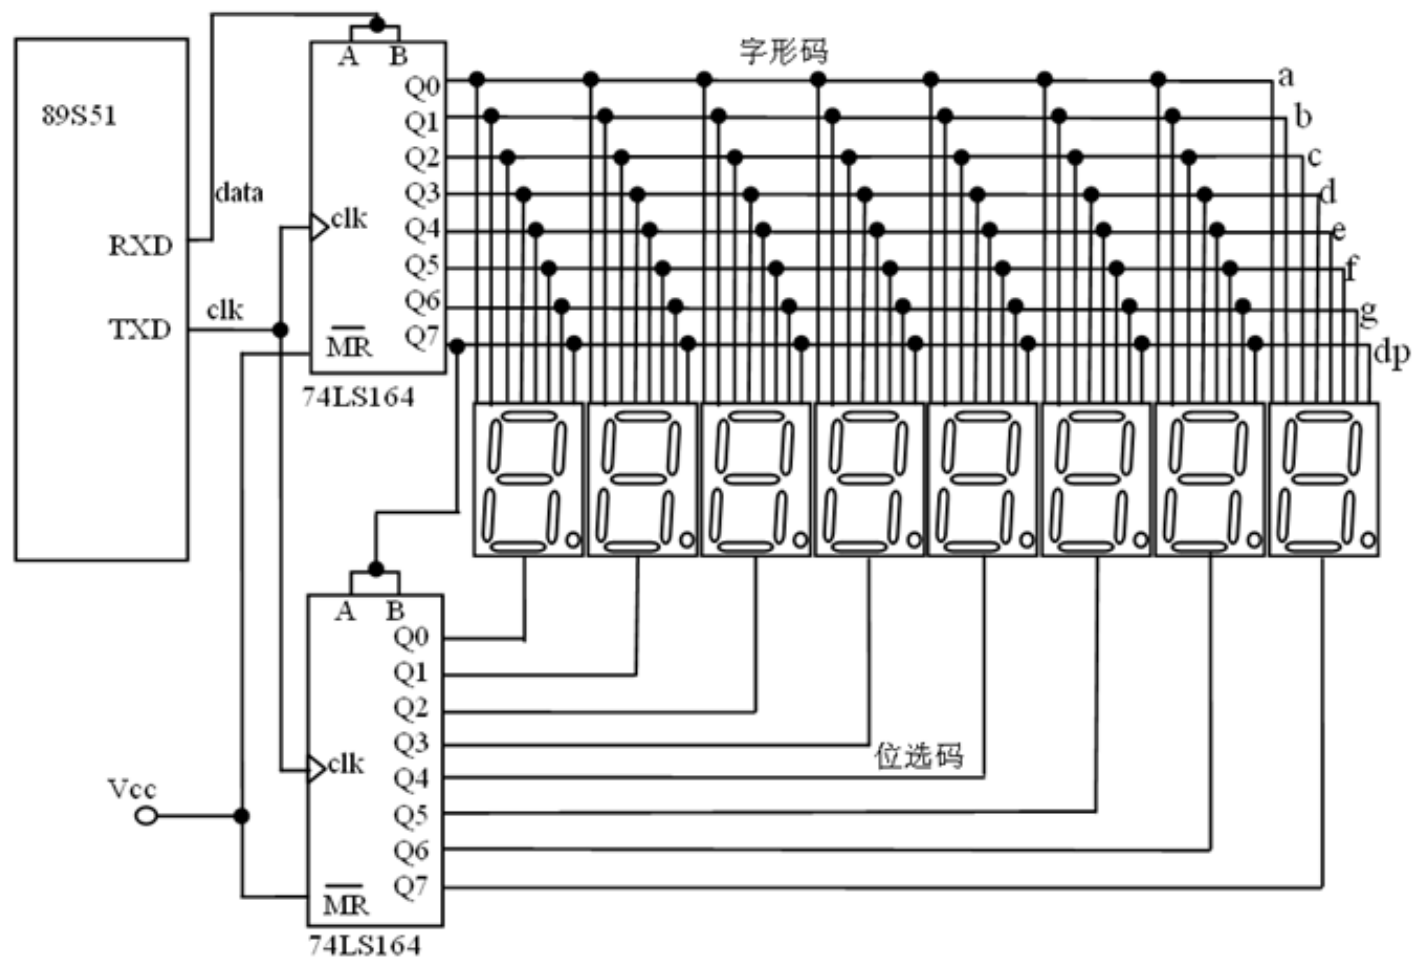 字形码
A B
Q0
a
89S51
Q1
b
Q2
c
data
Q3
d
clk
Q4
e
RXD
Q5
f
clk
Q6
g
TXD
MR
Q7
dp
74LS164
A B
Q0
Q1
Q2
Q3
位选码
clk
Q4
Vcc
Q5
Q6
MR
Q7
74LS164